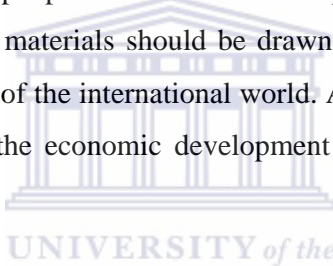 materials should be drawn
of the international world. A
the economic development
UNIVERSITY of the